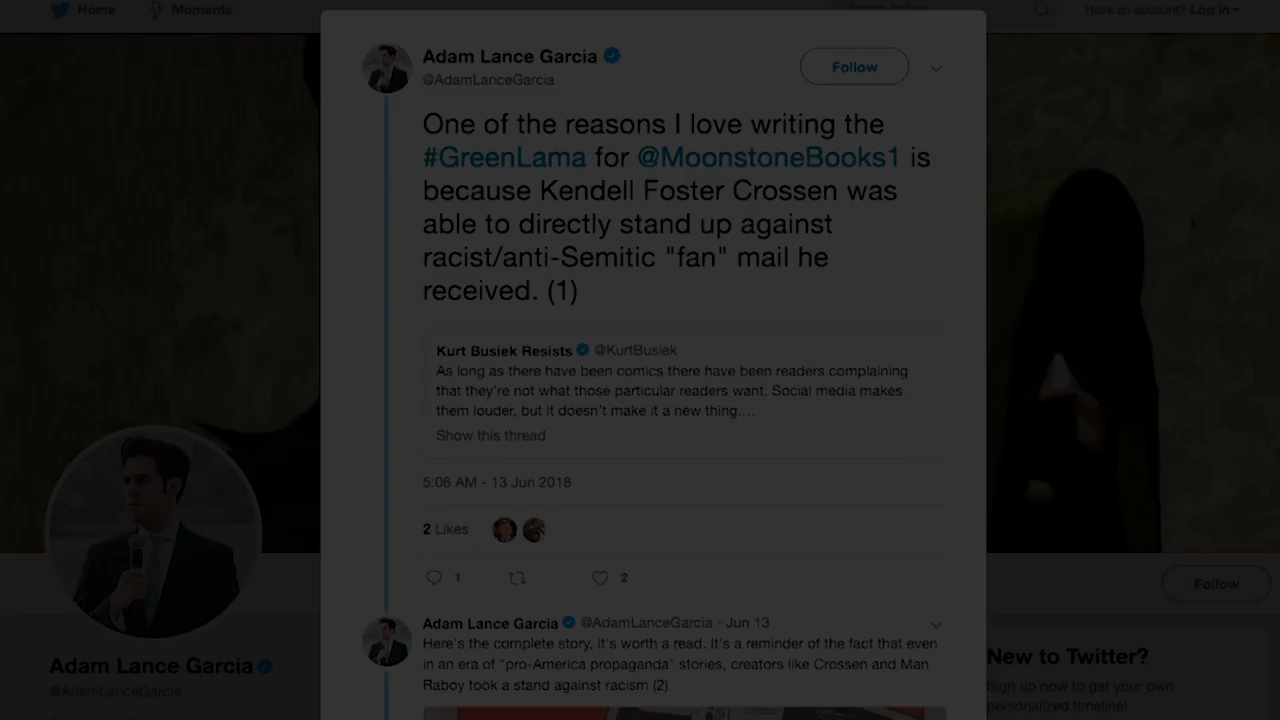 Home Moments
Have an account? Log in
Adam Lance Garcia
@AdamLanceGarcia
Follow
One of the reasons I love writing the
#GreenLama for @MoonstoneBooks1 is
because Kendell Foster Crossen was
able to directly stand up against
racist/anti-Semitic "fan" mail he
received. (1)
Kurt Busiek Resists @KurtBusiek
As long as there have been comics there have been readers complaining
that they're not what those particular readers want. Social media makes
them louder, but it doesn't make it a new thing....
Show this thread
5:06 AM - 13 Jun 2018
2 Likes
1 2
Adam Lance Garcia @AdamLanceGarcia · Jun 13
Here's the complete story, it's worth a read. It's a reminder of the fact that even
in an era of "pro-America propaganda" stories, creators like Crossen and Man
Raboy took a stand against racism (2)
Adam Lance Garcia
@AdamLanceGarcia
Follow
New to Twitter?
Sign up now to get your own
personalized timeline!